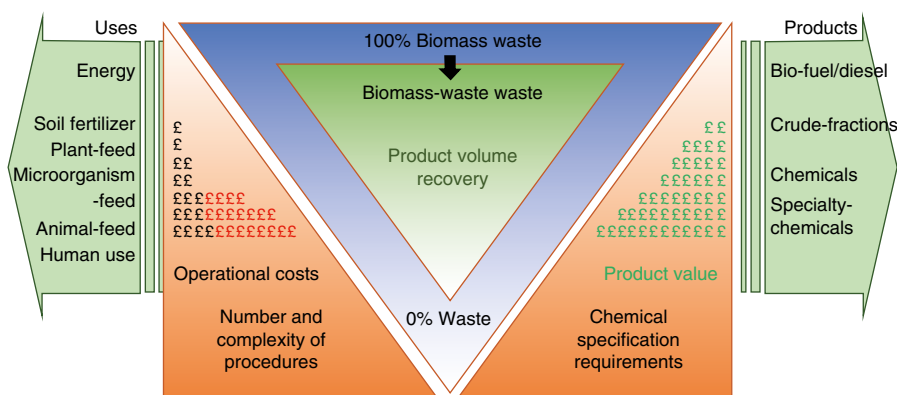 Uses
Energy
Soil fertilizer
Plant-feed
Microorganism
-feed
Animal-feed
Human use
£
£
££
££
£££££££
££££££££££
££££££££££££
Operational costs
Number and
complexity of
procedures
100% Biomass waste
Biomass-waste waste
Product volume
recovery
0% Waste
££
££££
£££££
££££££
££££££££
££££££££££
££££££££££££
Product value
Chemical
specification
requirements
Products
Bio-fuel/diesel
Crude-fractions
Chemicals
Specialty-
chemicals